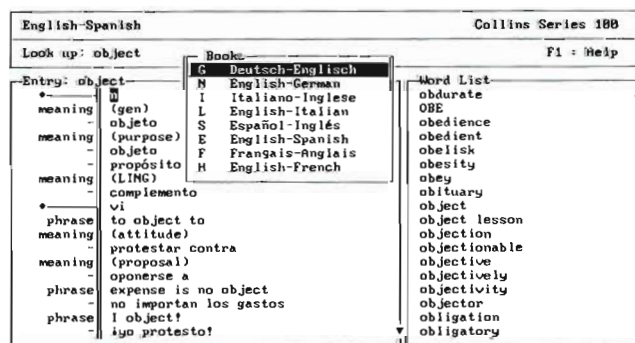 English-Spanish
Collins Series 100
Look up: object
F1 = Help
Books
G Deutsch-Englisch
N English-German
I Italiano-Inglese
L English-Italian
S Español-Inglés
E English-Spanish
F Français-Anglais
H English-French
Entry: object
n
meaning (gen)
- objeto
meaning (purpose)
- objeto
- propósito
meaning (LING)
- complemento
vi
phrase to object to
meaning (attitude)
- protestar contra
meaning (proposal)
- oponerse a
phrase expense is no object
- no importan los gastos
phrase I object!
- ¡yo protesto!
Word List
obdurate
OBE
obedience
obedient
obelisk
obesity
obey
obituary
object
object lesson
objection
objectionable
objective
objectively
objectivity
objector
obligation
obligatory